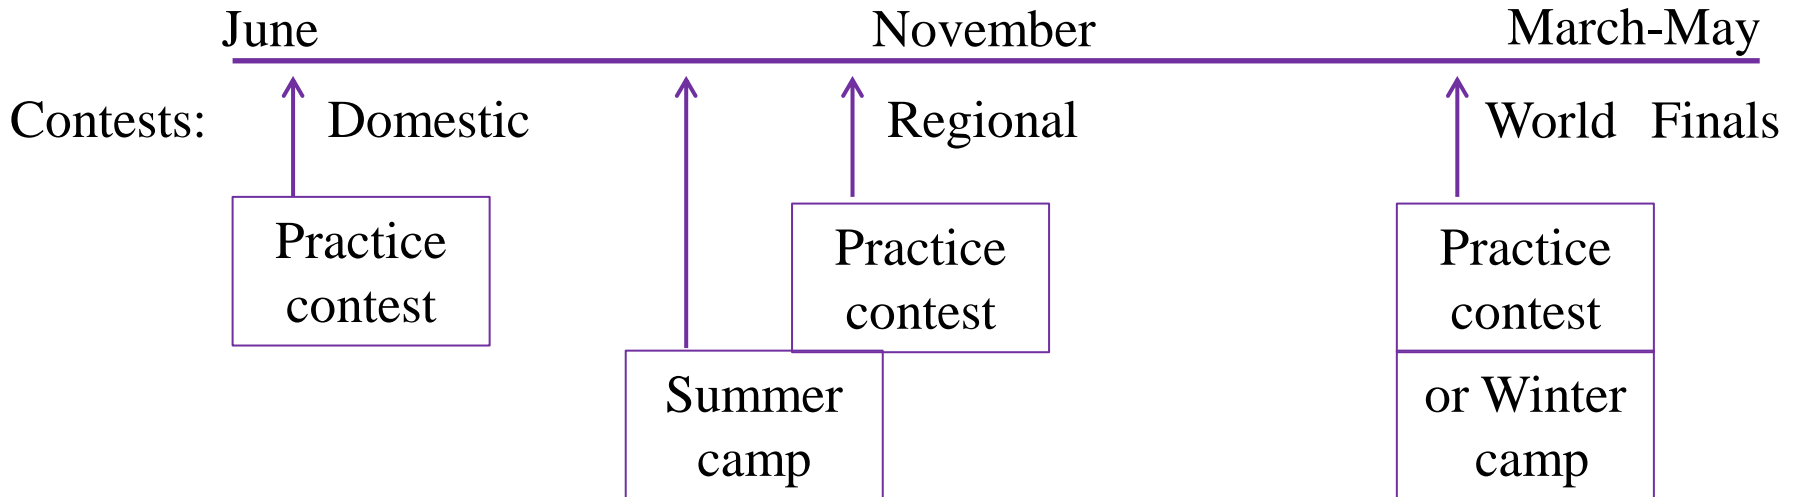 June November March-May
Contests: Domestic Regional World Finals
Practice
contest
Practice
contest
Practice
contest
Summer
camp
or Winter
camp